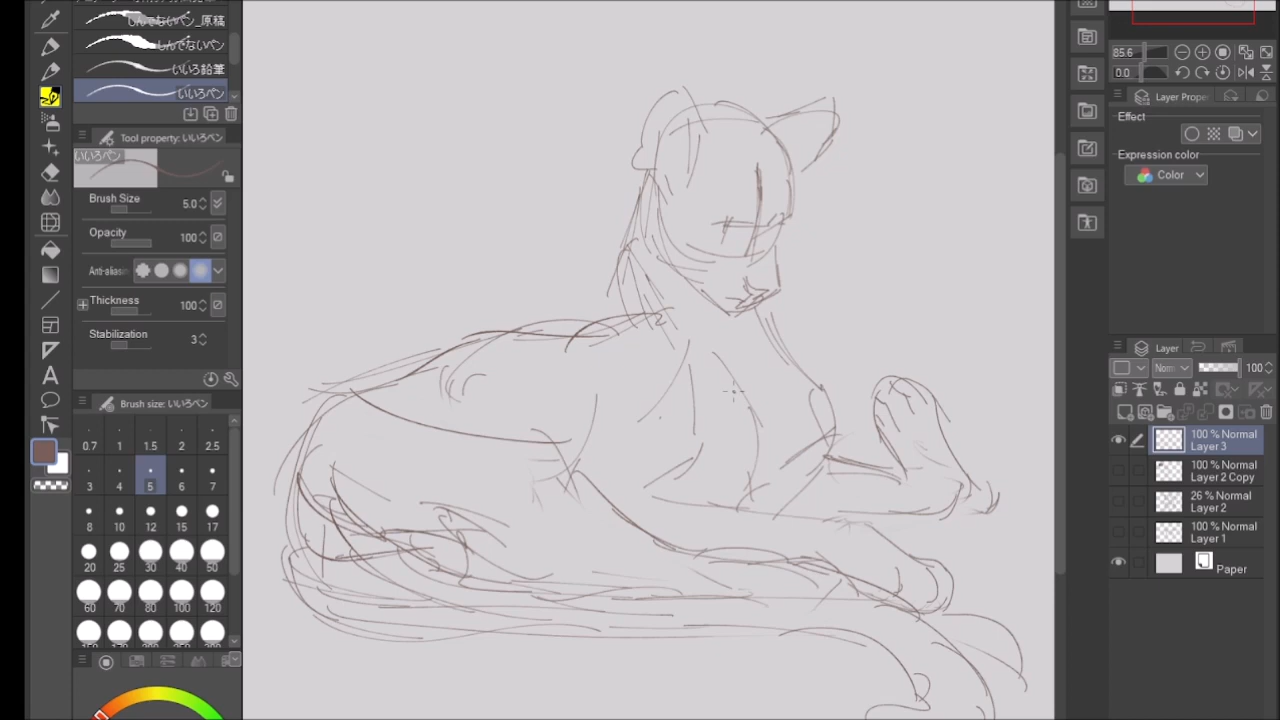 しんでないペン_原稿
しんでないペン
いいろ鉛筆
いいろペン
Tool property: いいろペン
いいろペン
Brush Size 5.0
Opacity 100
Anti-aliasin
Thickness 100
Stabilization 3
Brush size: いいろペン
0.7 1 1.5 2 2.5
3 4 5 6 7
8 10 12 15 17
20 25 30 40 50
60 70 80 100 120
85.6
0.0
Layer Prope
Effect
Expression color
Color
Layer
Norm 100
100 % Normal
Layer 3
100 % Normal
Layer 2 Copy
26 % Normal
Layer 2
100 % Normal
Layer 1
Paper